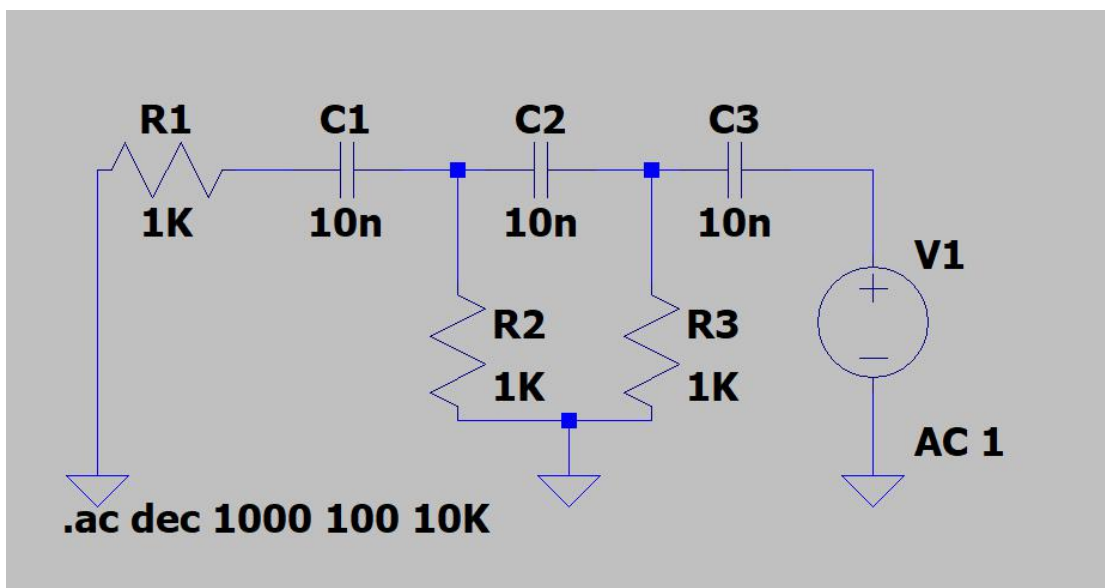 R1 C1 C2 C3
1K 10n 10n 10n
V1
R2 R3
1K 1K
AC 1
.ac dec 1000 100 10K